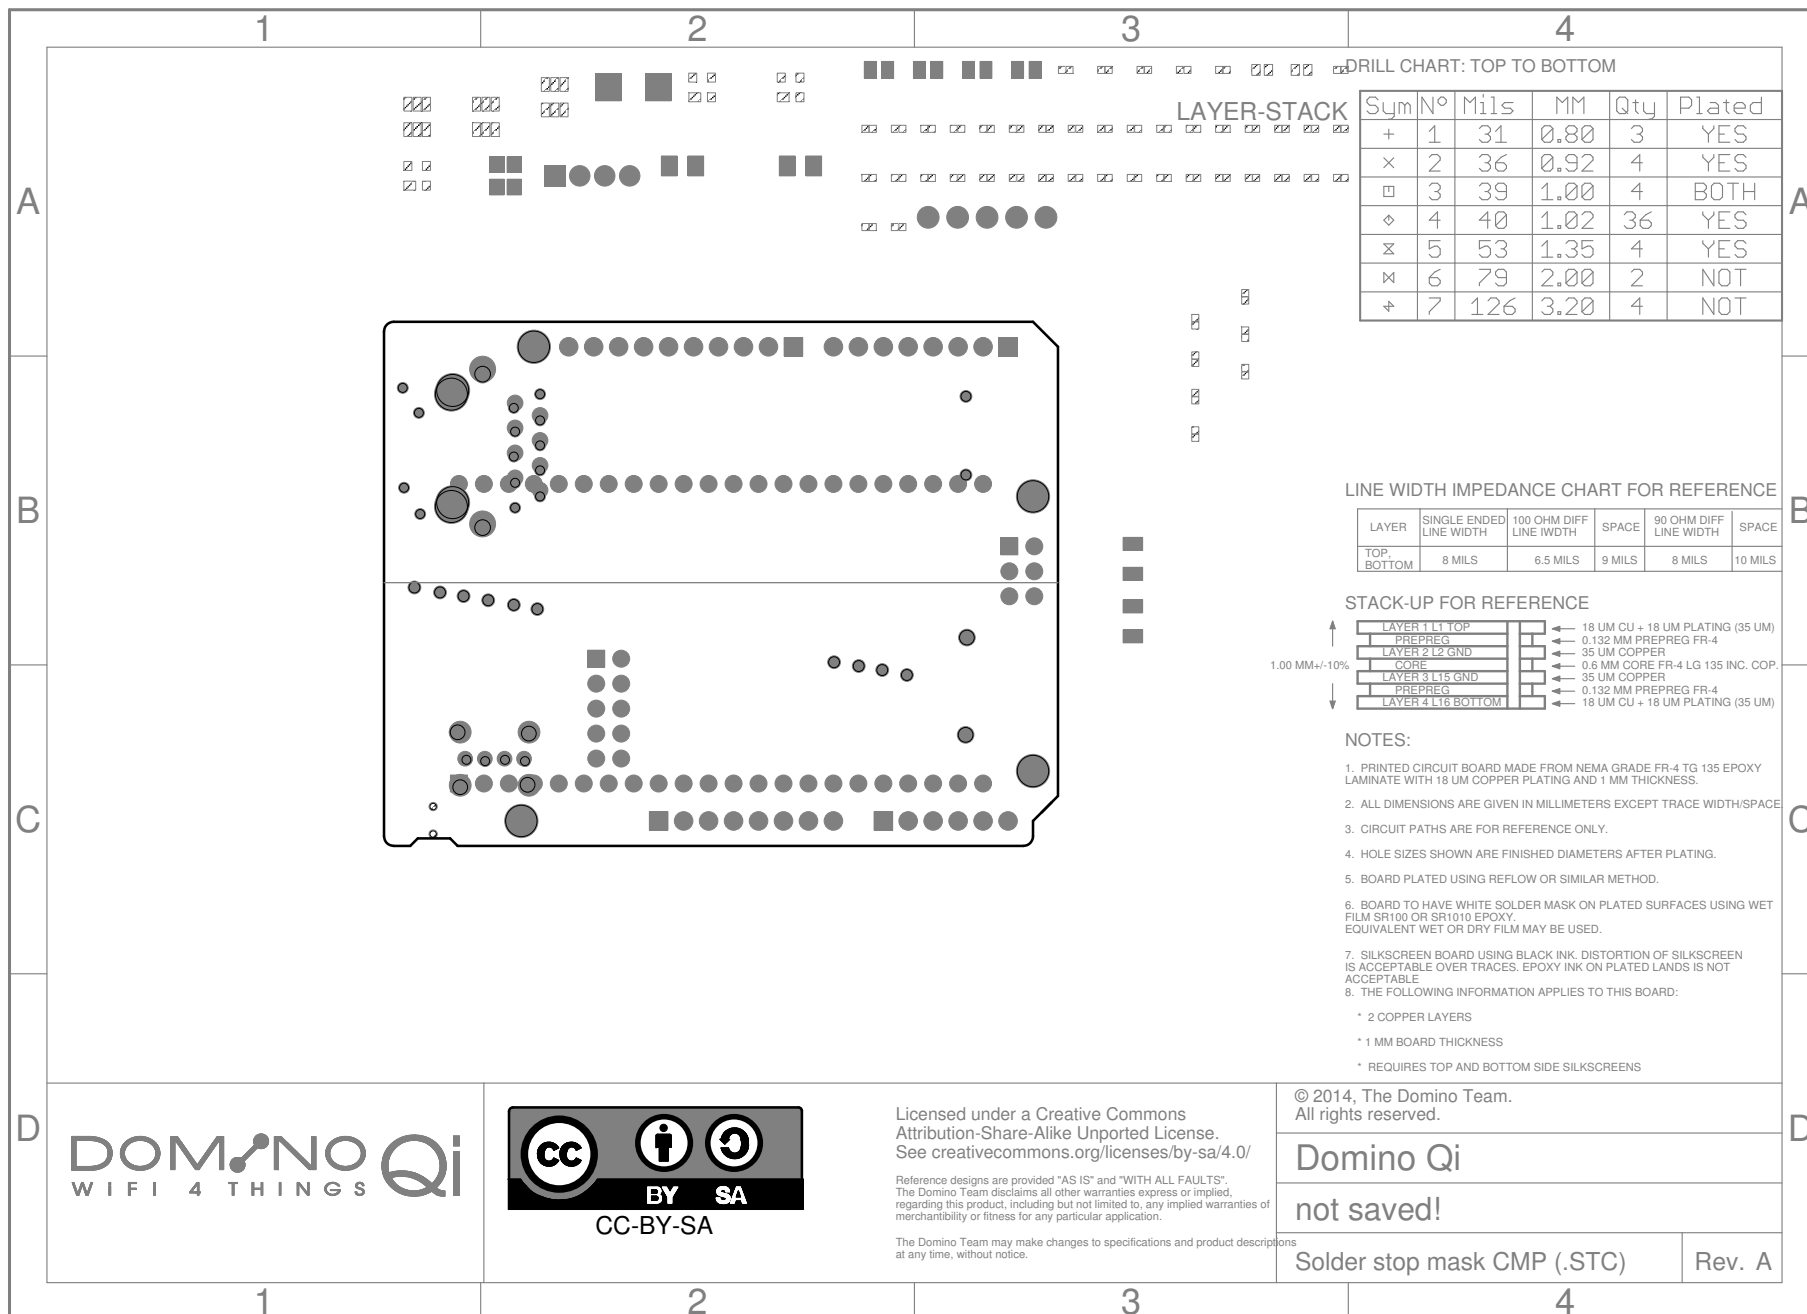 1 2 3 4
A A
B B
C C
D D
DRILL CHART: TOP TO BOTTOM
LAYER-STACK
Sym N° Mils MM Qty Plated
+ 1 31 0.80 3 YES
× 2 36 0.92 4 YES
3 39 1.00 4 BOTH
4 40 1.02 36 YES
5 53 1.35 4 YES
6 79 2.00 2 NOT
7 126 3.20 4 NOT
LINE WIDTH IMPEDANCE CHART FOR REFERENCE
LAYER SINGLE ENDED LINE WIDTH 100 OHM DIFF LINE IWDTH SPACE 90 OHM DIFF LINE WIDTH SPACE
TOP, BOTTOM 8 MILS 6.5 MILS 9 MILS 8 MILS 10 MILS
STACK-UP FOR REFERENCE
LAYER 1 L1 TOP 18 UM CU + 18 UM PLATING (35 UM)
PREPREG 0.132 MM PREPREG FR-4
LAYER 2 L2 GND 35 UM COPPER
1.00 MM+/-10% CORE 0.6 MM CORE FR-4 LG 135 INC. COP.
LAYER 3 L15 GND 35 UM COPPER
PREPREG 0.132 MM PREPREG FR-4
LAYER 4 L16 BOTTOM 18 UM CU + 18 UM PLATING (35 UM)
NOTES:
1. PRINTED CIRCUIT BOARD MADE FROM NEMA GRADE FR-4 TG 135 EPOXY
LAMINATE WITH 18 UM COPPER PLATING AND 1 MM THICKNESS.
2. ALL DIMENSIONS ARE GIVEN IN MILLIMETERS EXCEPT TRACE WIDTH/SPACE
3. CIRCUIT PATHS ARE FOR REFERENCE ONLY.
4. HOLE SIZES SHOWN ARE FINISHED DIAMETERS AFTER PLATING.
5. BOARD PLATED USING REFLOW OR SIMILAR METHOD.
6. BOARD TO HAVE WHITE SOLDER MASK ON PLATED SURFACES USING WET
FILM SR100 OR SR1010 EPOXY.
EQUIVALENT WET OR DRY FILM MAY BE USED.
7. SILKSCREEN BOARD USING BLACK INK. DISTORTION OF SILKSCREEN
IS ACCEPTABLE OVER TRACES. EPOXY INK ON PLATED LANDS IS NOT
ACCEPTABLE
8. THE FOLLOWING INFORMATION APPLIES TO THIS BOARD:
* 2 COPPER LAYERS
* 1 MM BOARD THICKNESS
* REQUIRES TOP AND BOTTOM SIDE SILKSCREENS
DOMINO Qi
WIFI 4 THINGS
cc
BY SA
CC-BY-SA
Licensed under a Creative Commons
Attribution-Share-Alike Unported License.
See creativecommons.org/licenses/by-sa/4.0/
Reference designs are provided "AS IS" and "WITH ALL FAULTS".
The Domino Team disclaims all other warranties express or implied,
regarding this product, including but not limited to, any implied warranties of
merchantibility or fitness for any particular application.
The Domino Team may make changes to specifications and product descriptions
at any time, without notice.
© 2014, The Domino Team.
All rights reserved.
Domino Qi
not saved!
Solder stop mask CMP (.STC) Rev. A
1 2 3 4